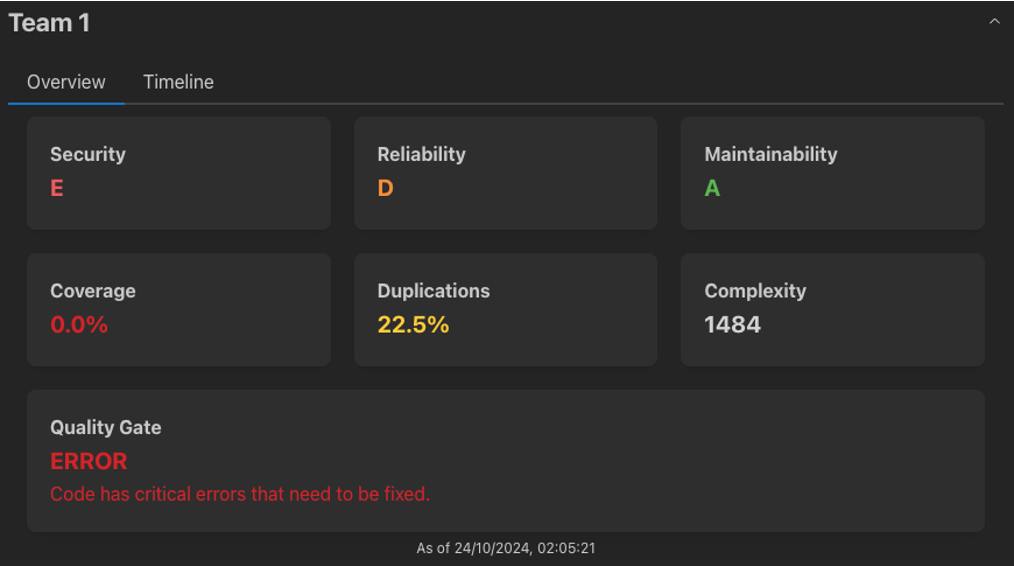 Team 1
Overview Timeline
Security
E
Reliability
D
Maintainability
A
Coverage
0.0%
Duplications
22.5%
Complexity
1484
Quality Gate
ERROR
Code has critical errors that need to be fixed.
As of 24/10/2024, 02:05:21